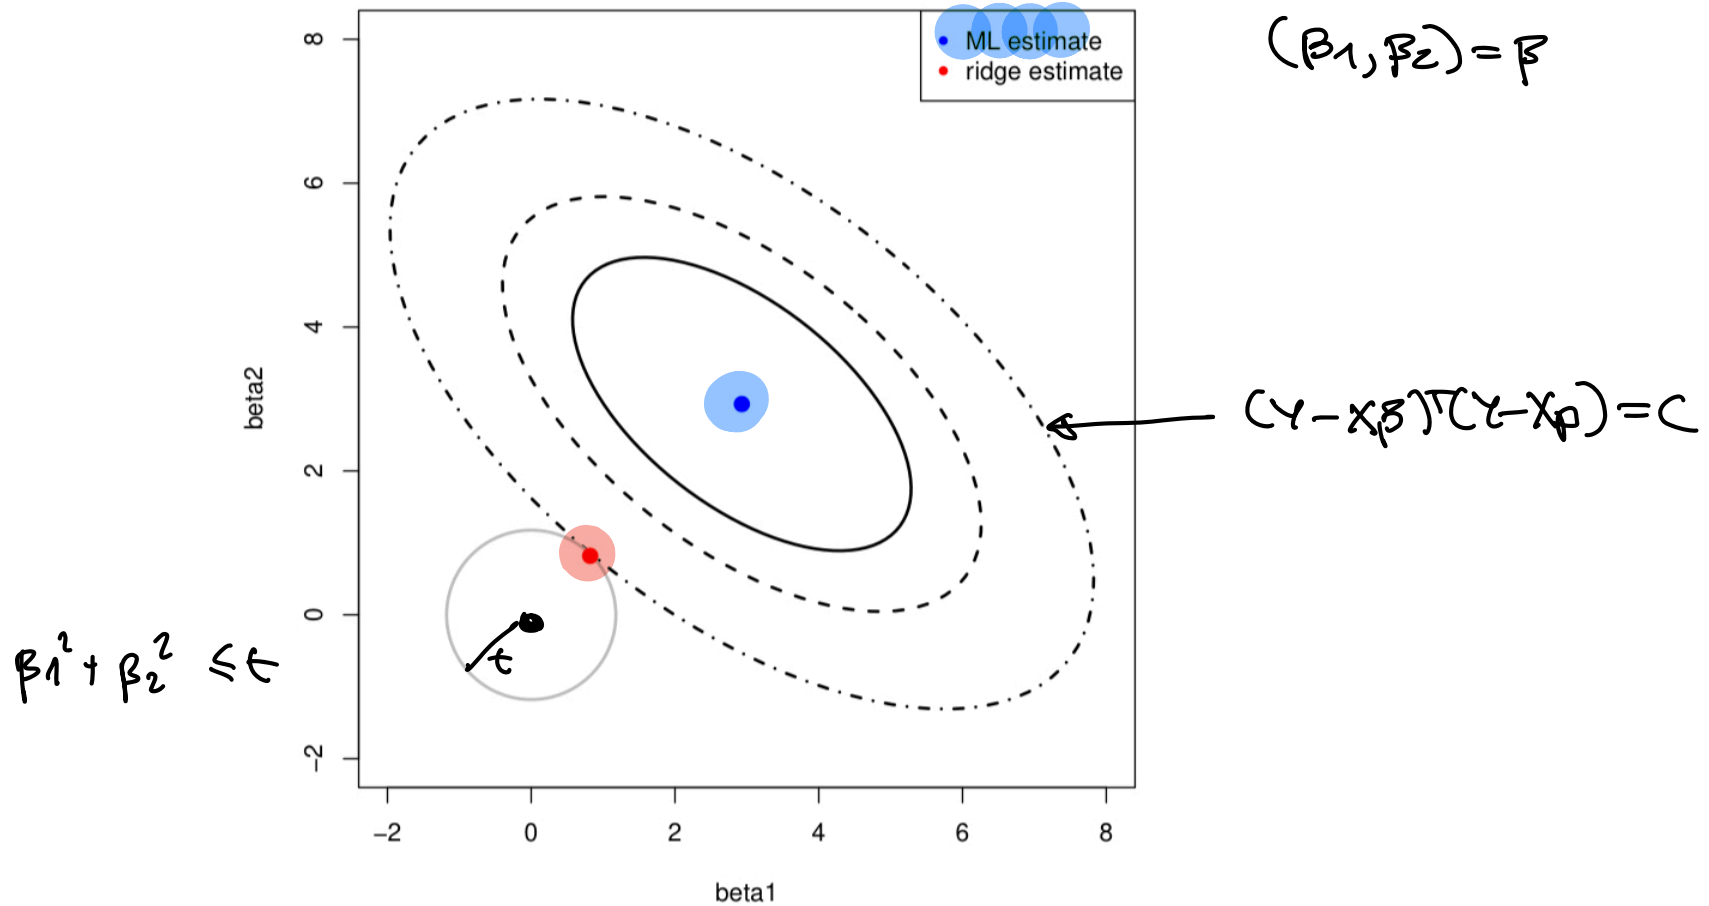 ML estimate
ridge estimate
(β1, β2) = β
8
6
4
2
0
−2
beta2
(Y − Xβ)ᵀ(Y − Xβ) = C
β1² + β2² ≤ t
t
−2 0 2 4 6 8
beta1